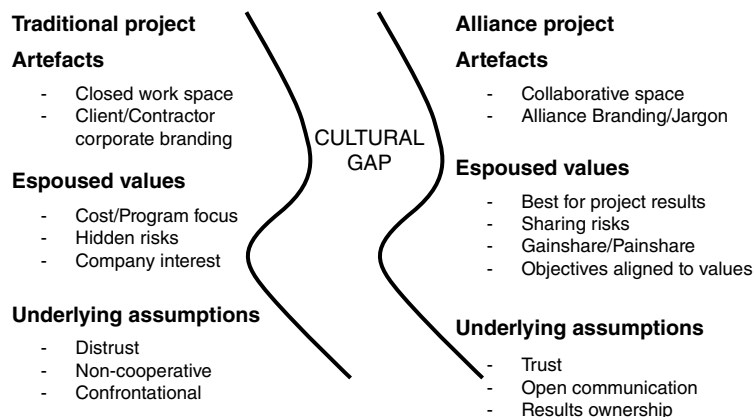 Traditional project
Artefacts
- Closed work space
- Client/Contractor
corporate branding
Espoused values
- Cost/Program focus
- Hidden risks
- Company interest
Underlying assumptions
- Distrust
- Non-cooperative
- Confrontational
CULTURAL
GAP
Alliance project
Artefacts
- Collaborative space
- Alliance Branding/Jargon
Espoused values
- Best for project results
- Sharing risks
- Gainshare/Painshare
- Objectives aligned to values
Underlying assumptions
- Trust
- Open communication
- Results ownership